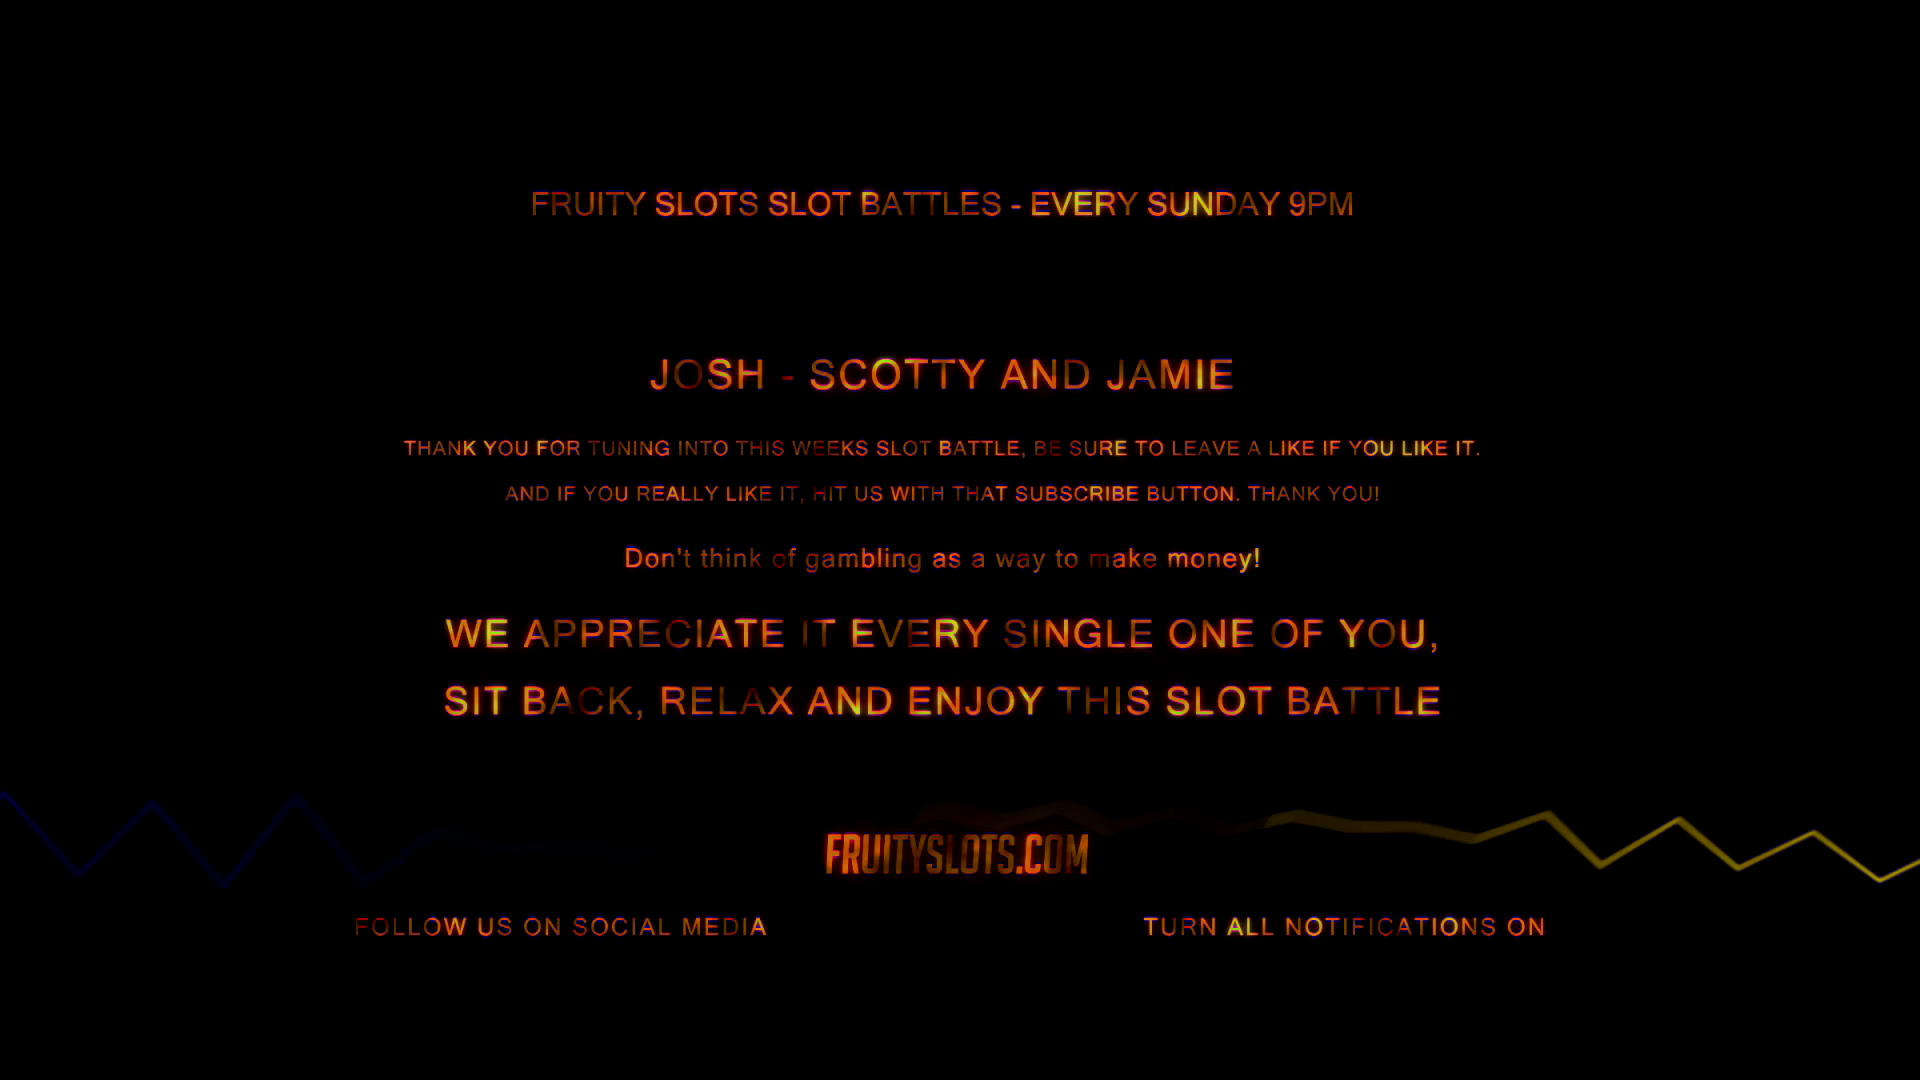 FRUITY SLOTS SLOT BATTLES - EVERY SUNDAY 9PM
JOSH - SCOTTY AND JAMIE
THANK YOU FOR TUNING INTO THIS WEEKS SLOT BATTLE, BE SURE TO LEAVE A LIKE IF YOU LIKE IT.
AND IF YOU REALLY LIKE IT, HIT US WITH THAT SUBSCRIBE BUTTON. THANK YOU!
Don't think of gambling as a way to make money!
WE APPRECIATE IT EVERY SINGLE ONE OF YOU,
SIT BACK, RELAX AND ENJOY THIS SLOT BATTLE
FRUITYSLOTS.COM
FOLLOW US ON SOCIAL MEDIA
TURN ALL NOTIFICATIONS ON